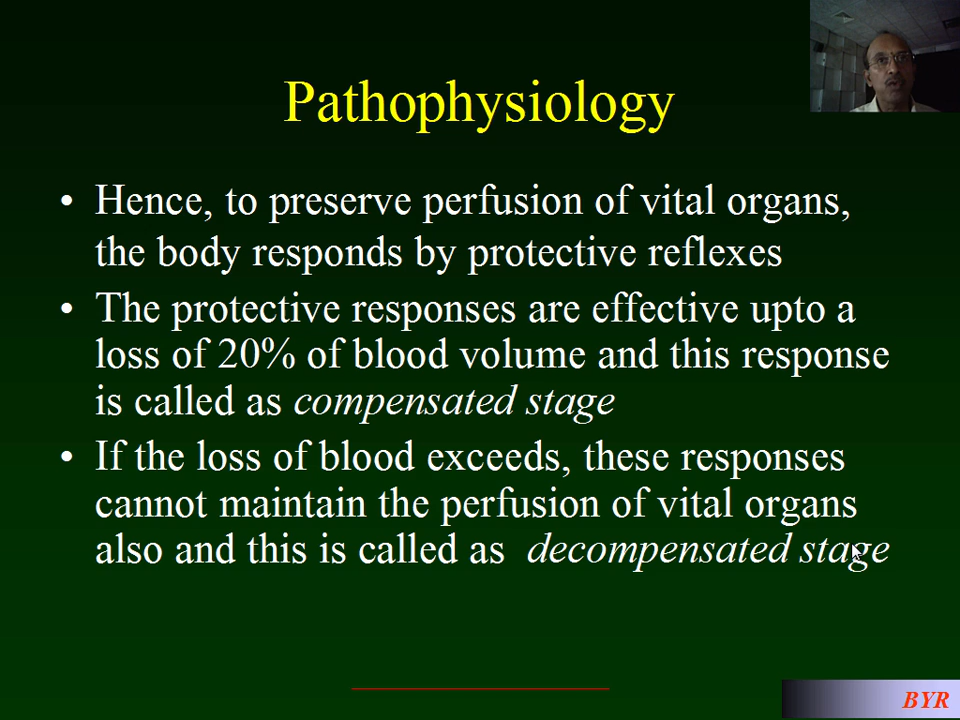 Pathophysiology
• Hence, to preserve perfusion of vital organs,
the body responds by protective reflexes
• The protective responses are effective upto a
loss of 20% of blood volume and this response
is called as compensated stage
• If the loss of blood exceeds, these responses
cannot maintain the perfusion of vital organs
also and this is called as decompensated stage
BYR